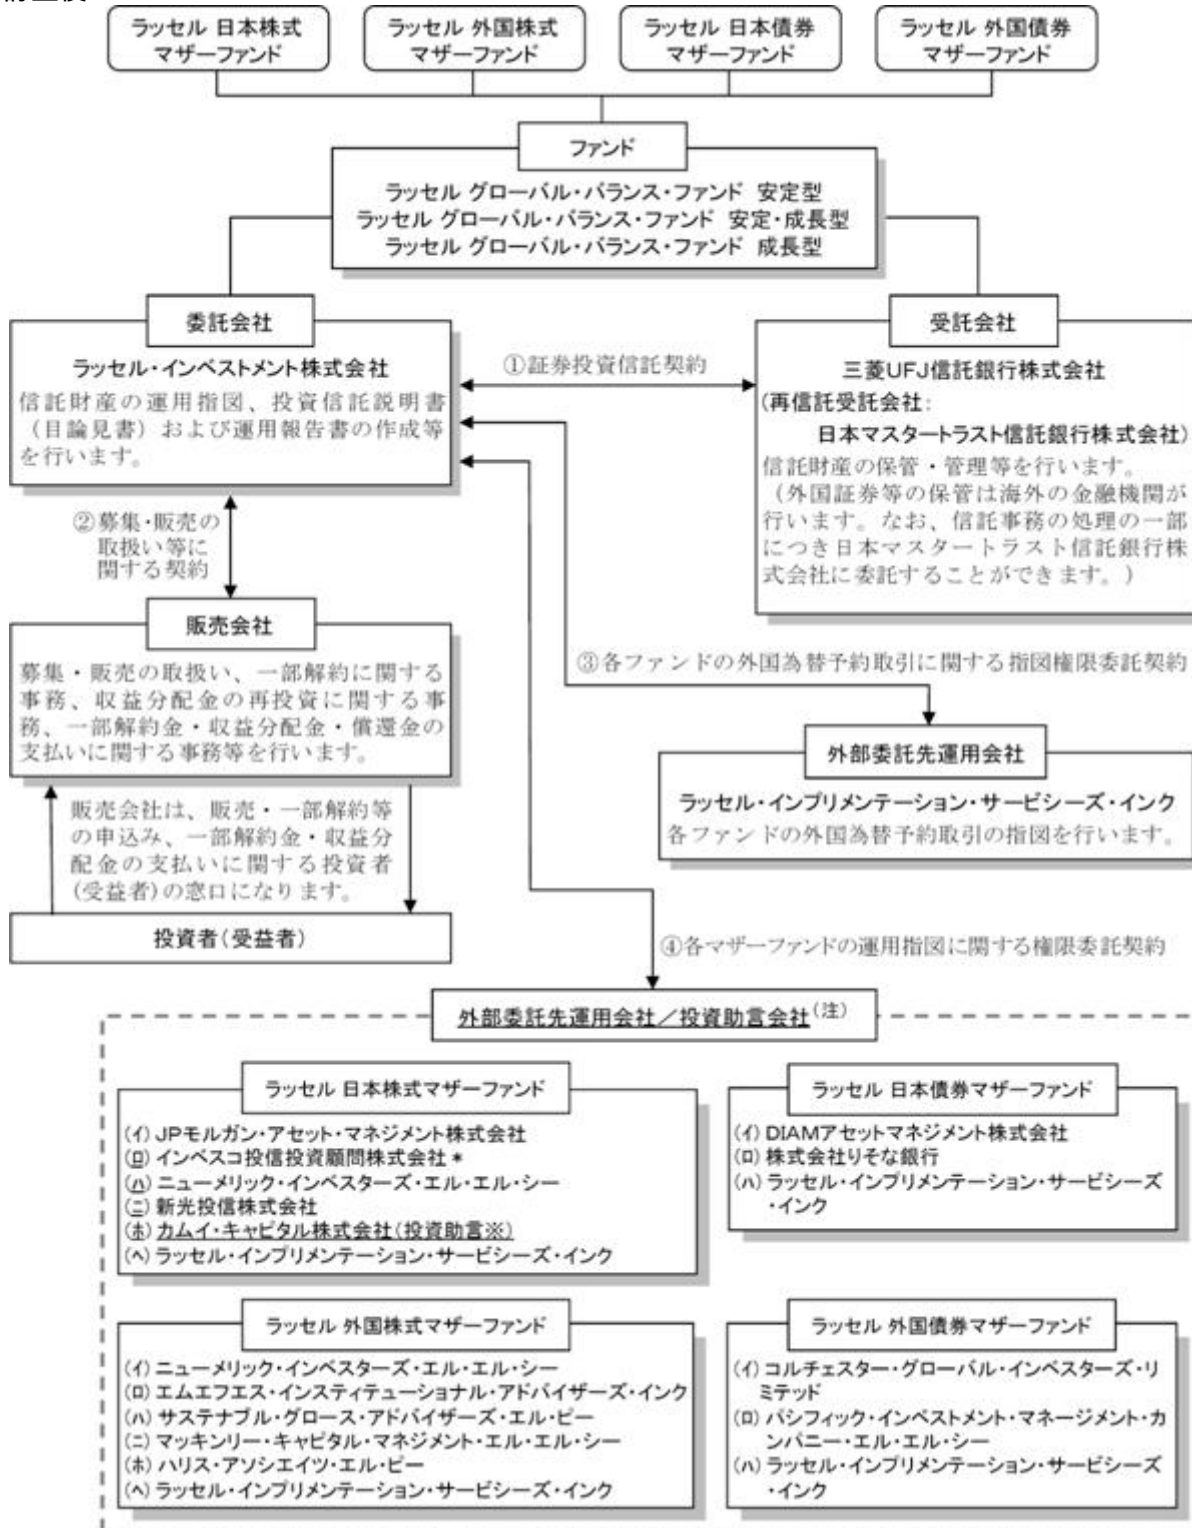 ラッセル 日本株式
マザーファンド
ラッセル 外国株式
マザーファンド
ラッセル 日本債券
マザーファンド
ラッセル 外国債券
マザーファンド
ファンド
ラッセル グローバル・バランス・ファンド 安定型
ラッセル グローバル・バランス・ファンド 安定・成長型
ラッセル グローバル・バランス・ファンド 成長型
委託会社
ラッセル・インベストメント株式会社
信託財産の運用指図、投資信託説明書
(目論見書)および運用報告書の作成等
を行います。
①証券投資信託契約
受託会社
三菱UFJ信託銀行株式会社
(再信託受託会社:
日本マスタートラスト信託銀行株式会社)
信託財産の保管・管理等を行います。
(外国証券等の保管は海外の金融機関が
行います。なお、信託事務の処理の一部
につき日本マスタートラスト信託銀行株
式会社に委託することができます。)
②募集・販売の
取扱い等に
関する契約
販売会社
募集・販売の取扱い、一部解約に関する
事務、収益分配金の再投資に関する事
務、一部解約金・収益分配金・償還金の
支払いに関する事務等を行います。
③各ファンドの外国為替予約取引に関する指図権限委託契約
外部委託先運用会社
ラッセル・インプリメンテーション・サービシーズ・インク
各ファンドの外国為替予約取引の指図を行います。
販売会社は、販売・一部解約等
の申込み、一部解約金・収益分
配金の支払いに関する投資者
(受益者)の窓口になります。
投資者(受益者)
④各マザーファンドの運用指図に関する権限委託契約
外部委託先運用会社/投資助言会社(注)
ラッセル 日本株式マザーファンド
(イ) JPモルガン・アセット・マネジメント株式会社
(ロ) インベスコ投信投資顧問株式会社*
(ハ) ニューメリック・インベスターズ・エル・エル・シー
(ニ) 新光投信株式会社
(ホ) カムイ・キャピタル株式会社(投資助言※)
(ヘ) ラッセル・インプリメンテーション・サービシーズ・インク
ラッセル 日本債券マザーファンド
(イ) DIAMアセットマネジメント株式会社
(ロ) 株式会社りそな銀行
(ハ) ラッセル・インプリメンテーション・サービシーズ
・インク
ラッセル 外国株式マザーファンド
(イ) ニューメリック・インベスターズ・エル・エル・シー
(ロ) エムエフエス・インスティテューショナル・アドバイザーズ・インク
(ハ) サステナブル・グロース・アドバイザーズ・エル・ピー
(ニ) マッキンリー・キャピタル・マネジメント・エル・エル・シー
(ホ) ハリス・アソシエイツ・エル・ピー
(ヘ) ラッセル・インプリメンテーション・サービシーズ・インク
ラッセル 外国債券マザーファンド
(イ) コルチェスター・グローバル・インベスターズ・リ
ミテッド
(ロ) パシフィック・インベストメント・マネージメント・カ
ンパニー・エル・エル・シー
(ハ) ラッセル・インプリメンテーション・サービシーズ
・インク